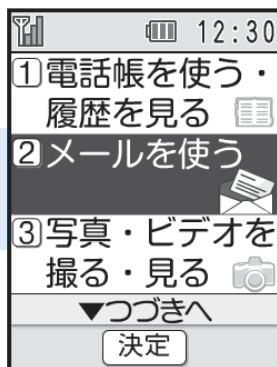 12:30
1電話帳を使う・
履歴を見る
2メールを使う
3写真・ビデオを
撮る・見る
▼つづきへ
決定